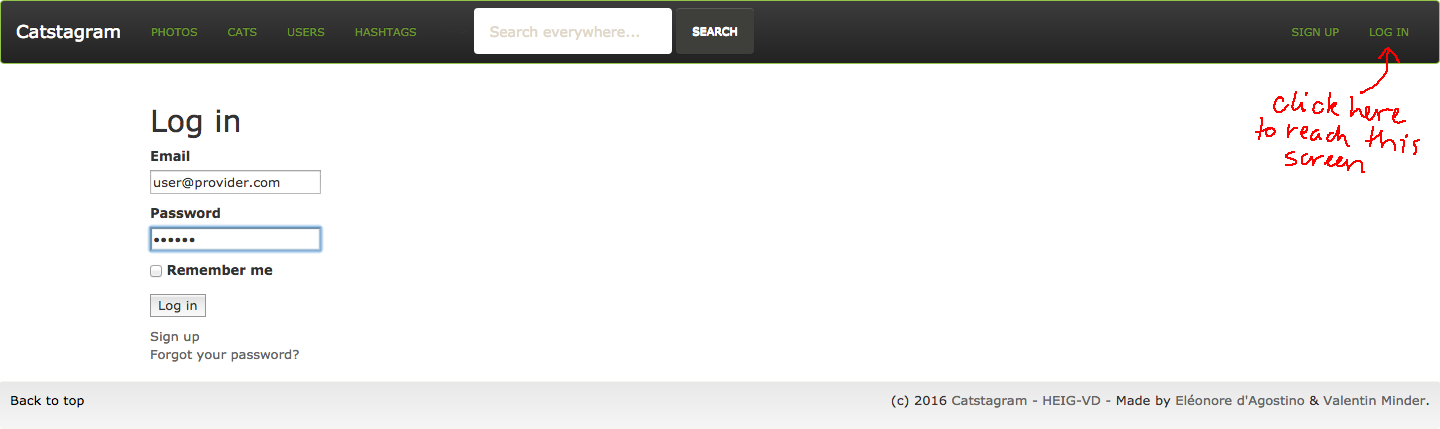 Catstagram PHOTOS CATS USERS HASHTAGS Search everywhere... SEARCH SIGN UP LOG IN
click here
to reach this
screen
Log in
Email
user@provider.com
Password
••••••
Remember me
Log in
Sign up
Forgot your password?
Back to top (c) 2016 Catstagram - HEIG-VD - Made by Eléonore d'Agostino & Valentin Minder.